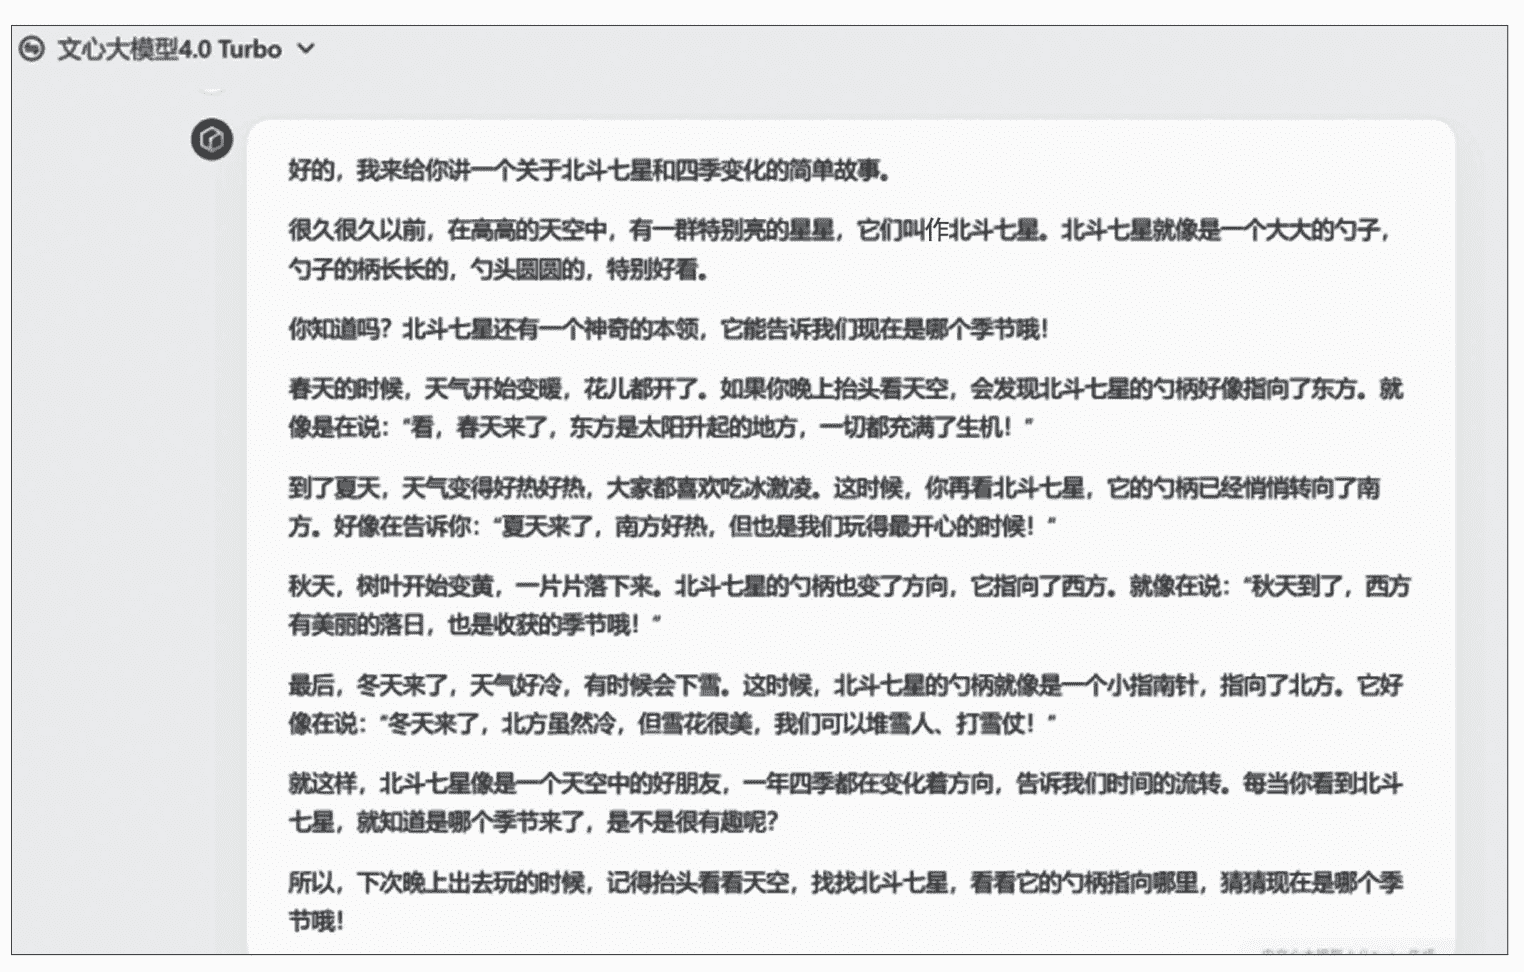 文心大模型4.0 Turbo
好的，我来给你讲一个关于北斗七星和四季变化的简单故事。
很久很久以前，在高高的天空中，有一群特别亮的星星，它们叫作北斗七星。北斗七星就像是一个大大的勺子，
勺子的柄长长的，勺头圆圆的，特别好看。
你知道吗？北斗七星还有一个神奇的本领，它能告诉我们现在是哪个季节哦！
春天的时候，天气开始变暖，花儿都开了。如果你晚上抬头看天空，会发现北斗七星的勺柄好像指向了东方。就
像是在说：“看，春天来了，东方是太阳升起的地方，一切都充满了生机！”
到了夏天，天气变得好热好热，大家都喜欢吃冰激凌。这时候，你再看北斗七星，它的勺柄已经悄悄转向了南
方。好像在告诉你：“夏天来了，南方好热，但也是我们玩得最开心的时候！”
秋天，树叶开始变黄，一片片落下来。北斗七星的勺柄也变了方向，它指向了西方。就像在说：“秋天到了，西方
有美丽的落日，也是收获的季节哦！”
最后，冬天来了，天气好冷，有时候会下雪。这时候，北斗七星的勺柄就像是一个小指南针，指向了北方。它好
像在说：“冬天来了，北方虽然冷，但雪花很美，我们可以堆雪人、打雪仗！”
就这样，北斗七星像是一个天空中的好朋友，一年四季都在变化着方向，告诉我们时间的流转。每当你看到北斗
七星，就知道是哪个季节来了，是不是很有趣呢？
所以，下次晚上出去玩的时候，记得抬头看看天空，找找北斗七星，看看它的勺柄指向哪里，猜猜现在是哪个季
节哦！